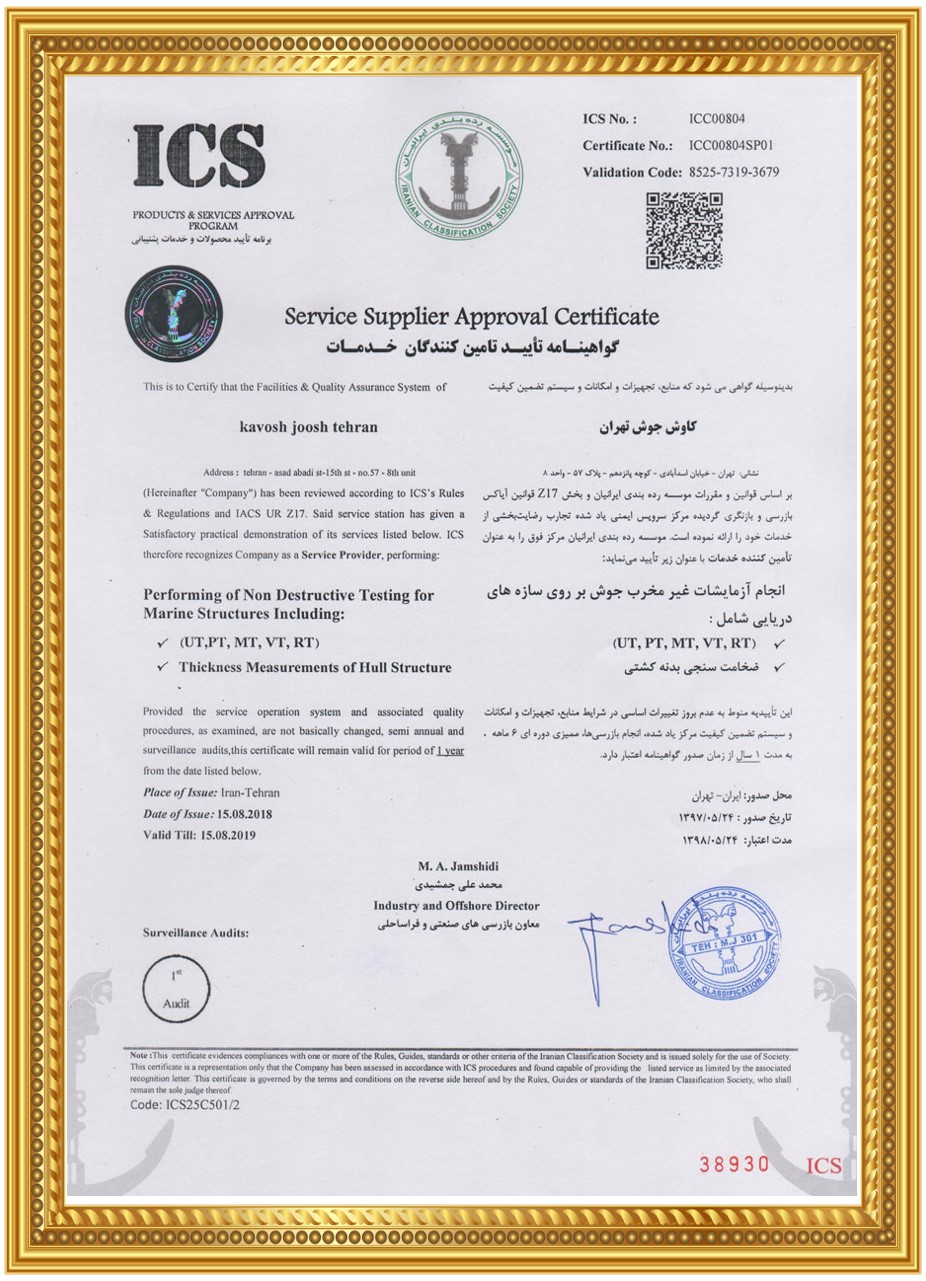 ICS
PRODUCTS & SERVICES APPROVAL
PROGRAM
برنامه تأیید محصولات و خدمات پشتیبانی
موسسه رده بندی ایرانیان
IRANIAN CLASSIFICATION SOCIETY
ICS No. : ICC00804
Certificate No.: ICC00804SP01
Validation Code: 8525-7319-3679
Service Supplier Approval Certificate
گواهینامه تأیید تامین کنندگان خدمات
This is to Certify that the Facilities & Quality Assurance System of
kavosh joosh tehran
Address : tehran - asad abadi st-15th st - no.57 - 8th unit
(Hereinafter "Company") has been reviewed according to ICS's Rules
& Regulations and IACS UR Z17. Said service station has given a
Satisfactory practical demonstration of its services listed below. ICS
therefore recognizes Company as a Service Provider, performing:
Performing of Non Destructive Testing for
Marine Structures Including:
✓ (UT,PT, MT, VT, RT)
✓ Thickness Measurements of Hull Structure
Provided the service operation system and associated quality
procedures, as examined, are not basically changed, semi annual and
surveillance audits,this certificate will remain valid for period of 1 year
from the date listed below.
Place of Issue: Iran-Tehran
Date of Issue: 15.08.2018
Valid Till: 15.08.2019
بدینوسیله گواهی می شود که منابع، تجهیزات و امکانات و سیستم تضمین کیفیت
کاوش جوش تهران
نشانی: تهران - خیابان اسدآبادی - کوچه پانزدهم - پلاک ۵۷ - واحد ۸
بر اساس قوانین و مقررات موسسه رده بندی ایرانیان و بخش Z17 قوانین آیاکس
بازرسی و بازنگری گردیده مرکز سرویس ایمنی یاد شده تجارب رضایت‌بخشی از
خدمات خود را ارائه نموده است. موسسه رده بندی ایرانیان مرکز فوق را به عنوان
تأمین کننده خدمات با عنوان زیر تأیید می‌نماید:
انجام آزمایشات غیر مخرب جوش بر روی سازه های
دریایی شامل :
✓ (UT, PT, MT, VT, RT)
✓ ضخامت سنجی بدنه کشتی
این تأییدیه منوط به عدم بروز تغییرات اساسی در شرایط منابع، تجهیزات و امکانات
و سیستم تضمین کیفیت مرکز یاد شده، انجام بازرسی‌ها، ممیزی دوره ای ۶ ماهه ،
به مدت ۱ سال از زمان صدور گواهینامه اعتبار دارد.
محل صدور: ایران- تهران
تاریخ صدور : ۱۳۹۷/۰۵/۲۴
مدت اعتبار: ۱۳۹۸/۰۵/۲۴
M. A. Jamshidi
محمد علی جمشیدی
Industry and Offshore Director
معاون بازرسی های صنعتی و فراساحلی
موسسه رده بندی ایرانیان
TEH : M.J 301
IRANIAN CLASSIFICATION SOCIETY
Surveillance Audits:
1st
Audit
Note :This certificate evidences compliances with one or more of the Rules, Guides, standards or other criteria of the Iranian Classification Society and is issued solely for the use of Society.
This certificate is a representation only that the Company has been assessed in accordance with ICS procedures and found capable of providing the listed service as limited by the associated
recognition letter. This certificate is governed by the terms and conditions on the reverse side hereof and by the Rules, Guides or standards of the Iranian Classification Society, who shall
remain the sole judge thereof.
Code: ICS25C501/2
38930 ICS